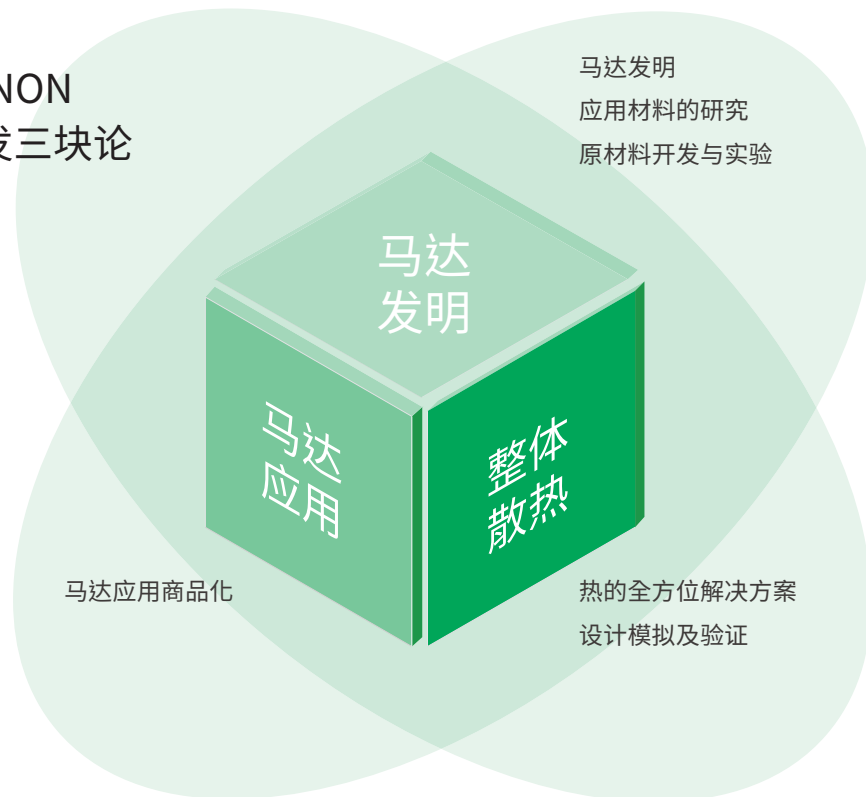 NON
发三块论
马达发明
应用材料的研究
原材料开发与实验
马达
发明
马达
应用
整体
散热
马达应用商品化
热的全方位解决方案
设计模拟及验证